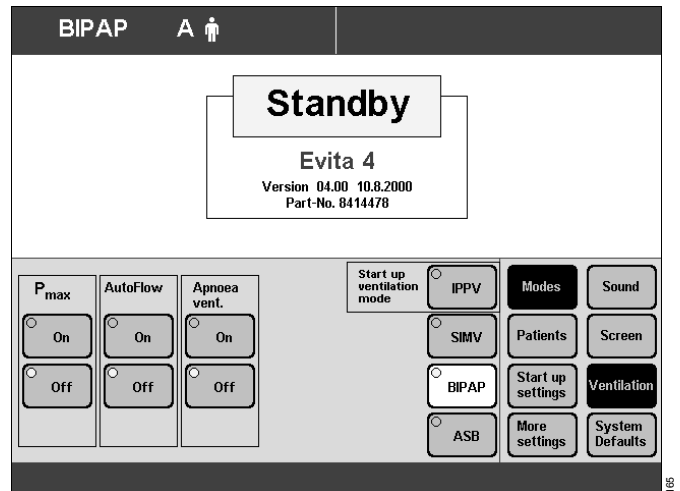 BIPAP A
Standby
Evita 4
Version 04.00 10.8.2000
Part-No. 8414478
Pmax
On
Off
AutoFlow
On
Off
Apnoea
vent.
On
Off
Start up
ventilation
mode
IPPV
SIMV
BIPAP
ASB
Modes
Patients
Start up
settings
More
settings
Sound
Screen
Ventilation
System
Defaults
165